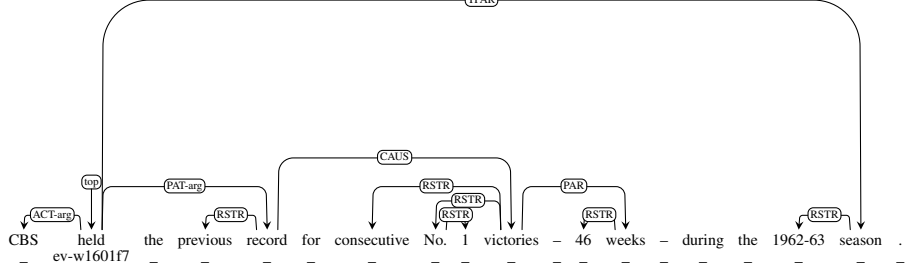 CAUS
top PAT-arg RSTR PAR
RSTR
ACT-arg RSTR RSTR RSTR RSTR
CBS held the previous record for consecutive No. 1 victories – 46 weeks – during the 1962-63 season .
_ ev-w1601f7 _ _ _ _ _ _ _ _ _ _ _ _ _ _ _ _ _